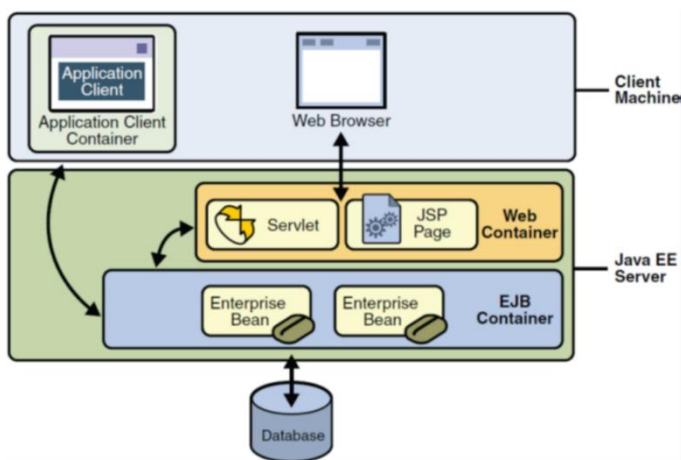 Application
Client
Application Client
Container
Web Browser
Client
Machine
Servlet
JSP
Page
Web
Container
Java EE
Server
Enterprise
Bean
Enterprise
Bean
EJB
Container
Database